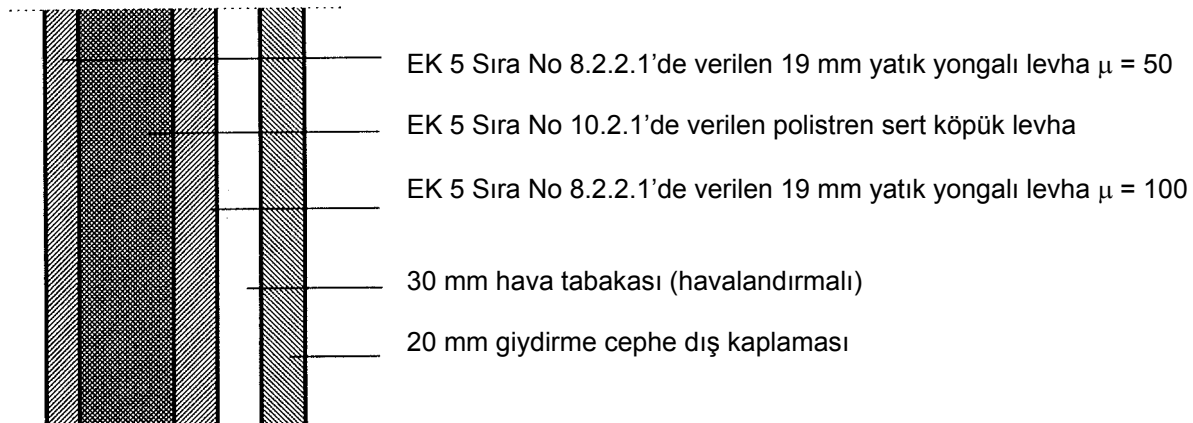 EK 5 Sıra No 8.2.2.1’de verilen 19 mm yatık yongalı levha μ = 50
EK 5 Sıra No 10.2.1’de verilen polistren sert köpük levha
EK 5 Sıra No 8.2.2.1’de verilen 19 mm yatık yongalı levha μ = 100
30 mm hava tabakası (havalandırmalı)
20 mm giydirme cephe dış kaplaması